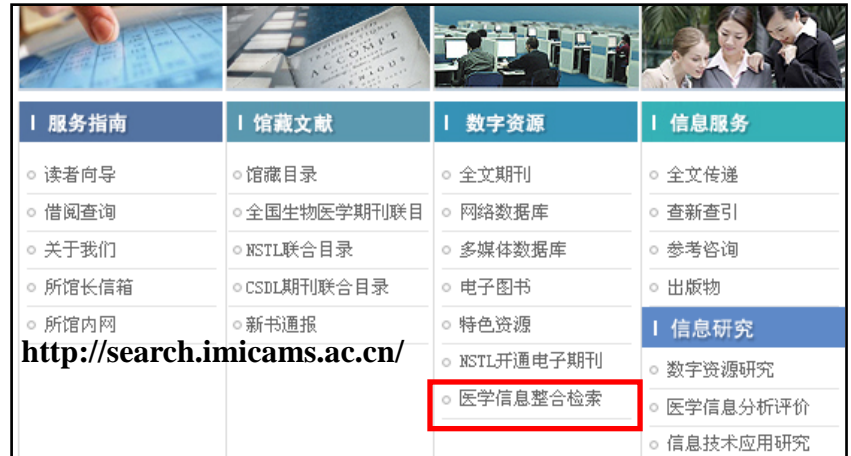 ACCOMPT
服务指南
读者向导
借阅查询
关于我们
所馆长信箱
所馆内网
馆藏文献
馆藏目录
全国生物医学期刊联目
NSTL联合目录
CSDL期刊联合目录
新书通报
http://search.imicams.ac.cn/
数字资源
全文期刊
网络数据库
多媒体数据库
电子图书
特色资源
NSTL开通电子期刊
医学信息整合检索
信息服务
全文传递
查新查引
参考咨询
出版物
信息研究
数字资源研究
医学信息分析评价
信息技术应用研究